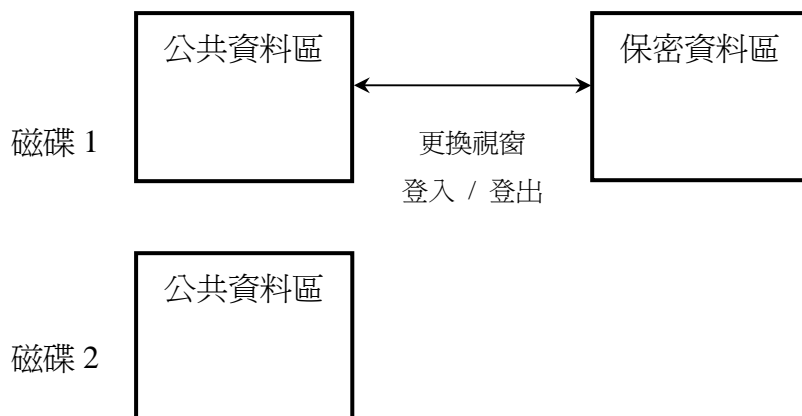 公共資料區
保密資料區
磁碟 1
更換視窗
登入 / 登出
公共資料區
磁碟 2